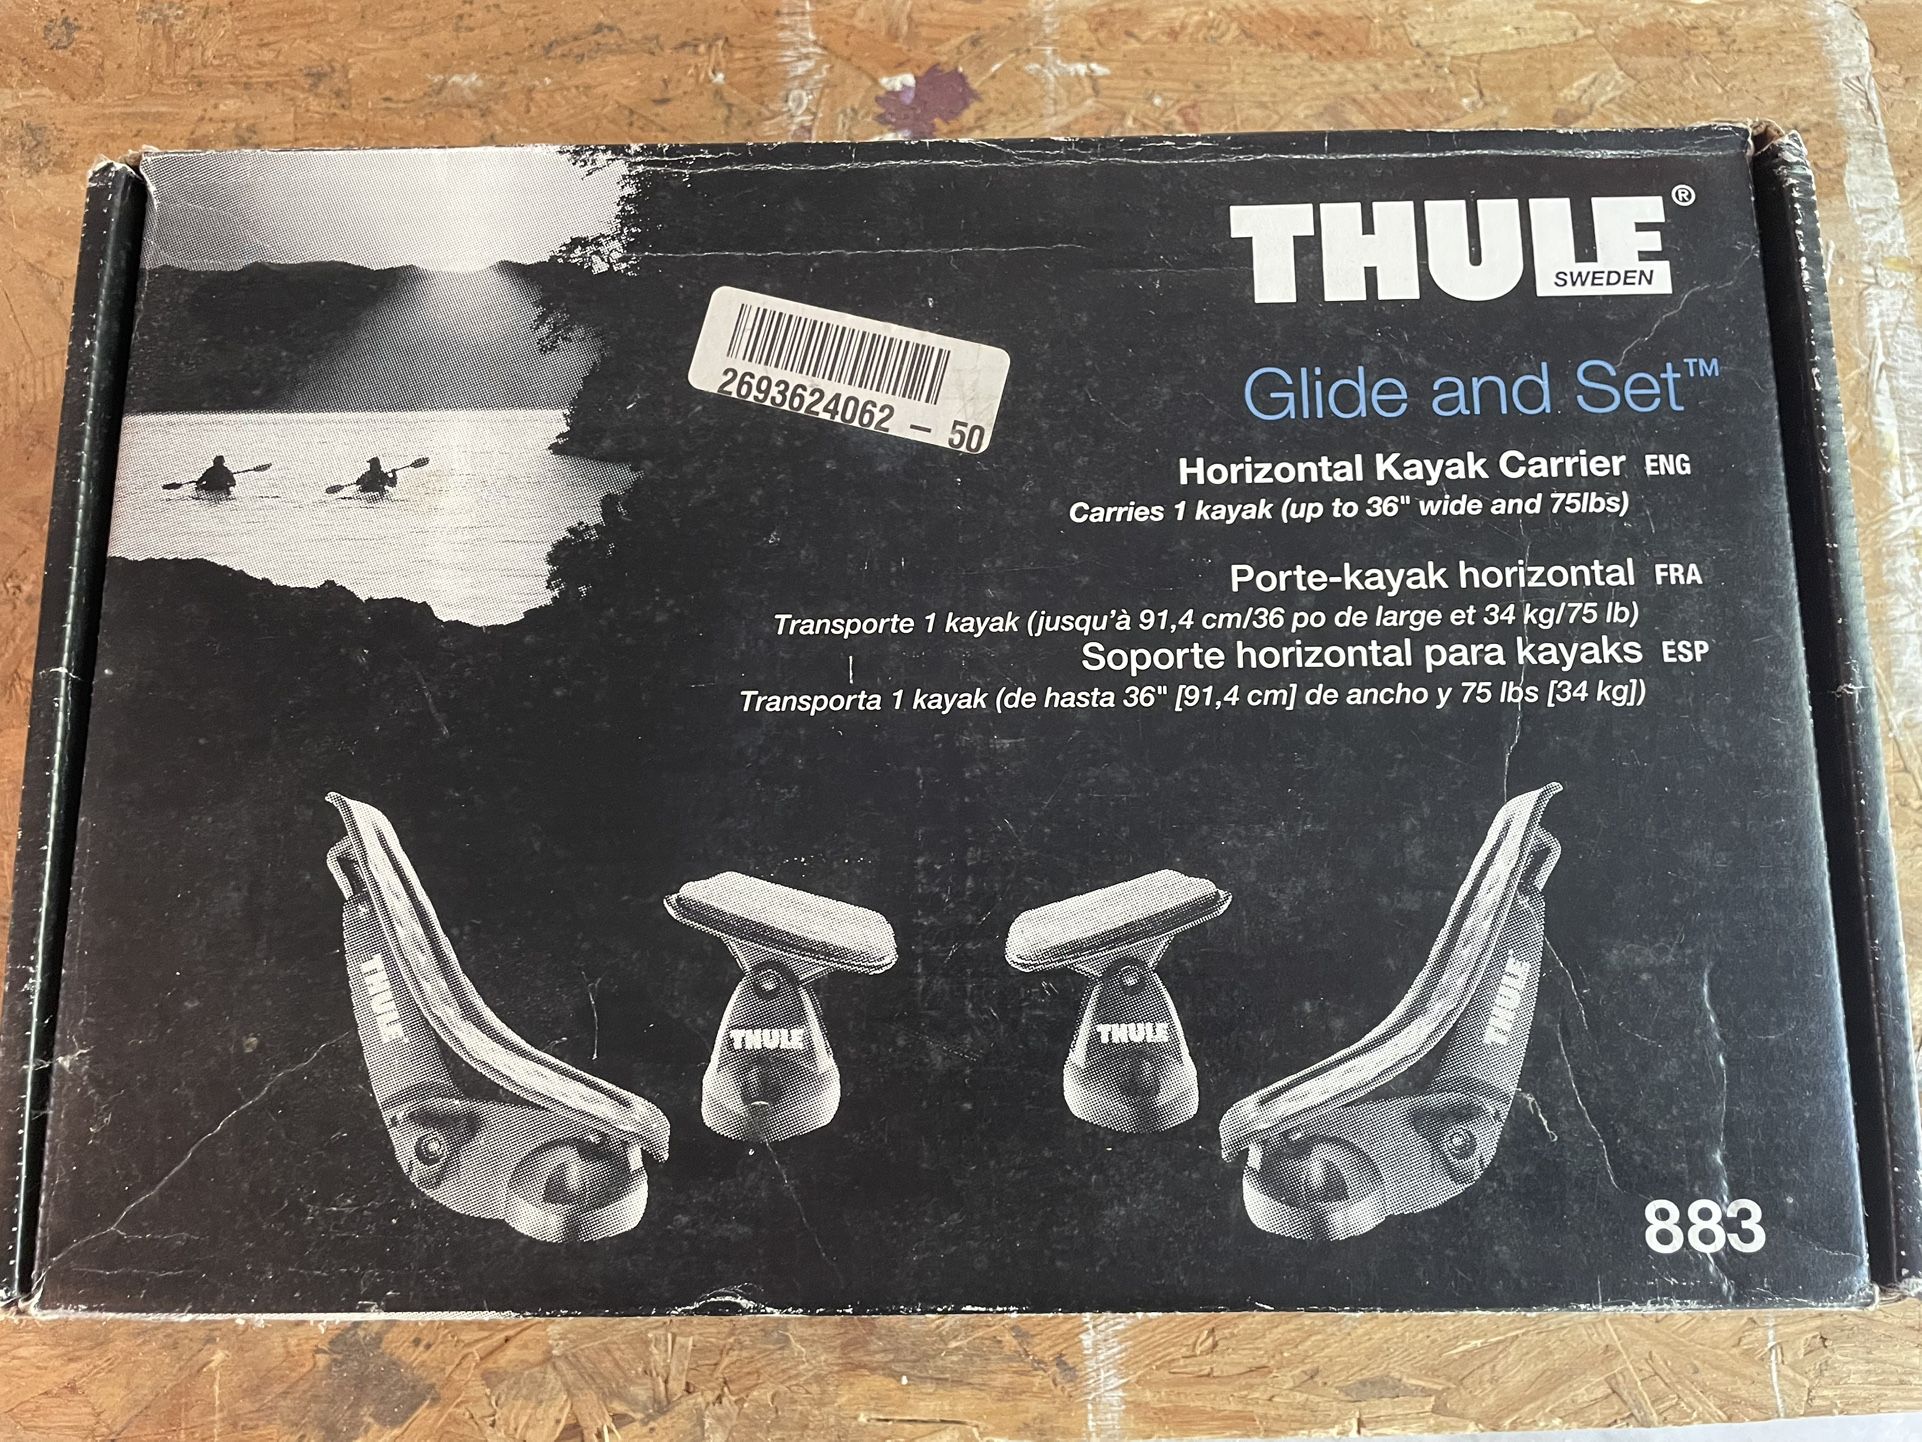 THULE®
SWEDEN
2693624062 – 50
Glide and Set™
Horizontal Kayak Carrier ENG
Carries 1 kayak (up to 36" wide and 75lbs)
Porte-kayak horizontal FRA
Transporte 1 kayak (jusqu'à 91,4 cm/36 po de large et 34 kg/75 lb)
Soporte horizontal para kayaks ESP
Transporta 1 kayak (de hasta 36" [91,4 cm] de ancho y 75 lbs [34 kg])
THULE
THULE
THULE
THULE
883